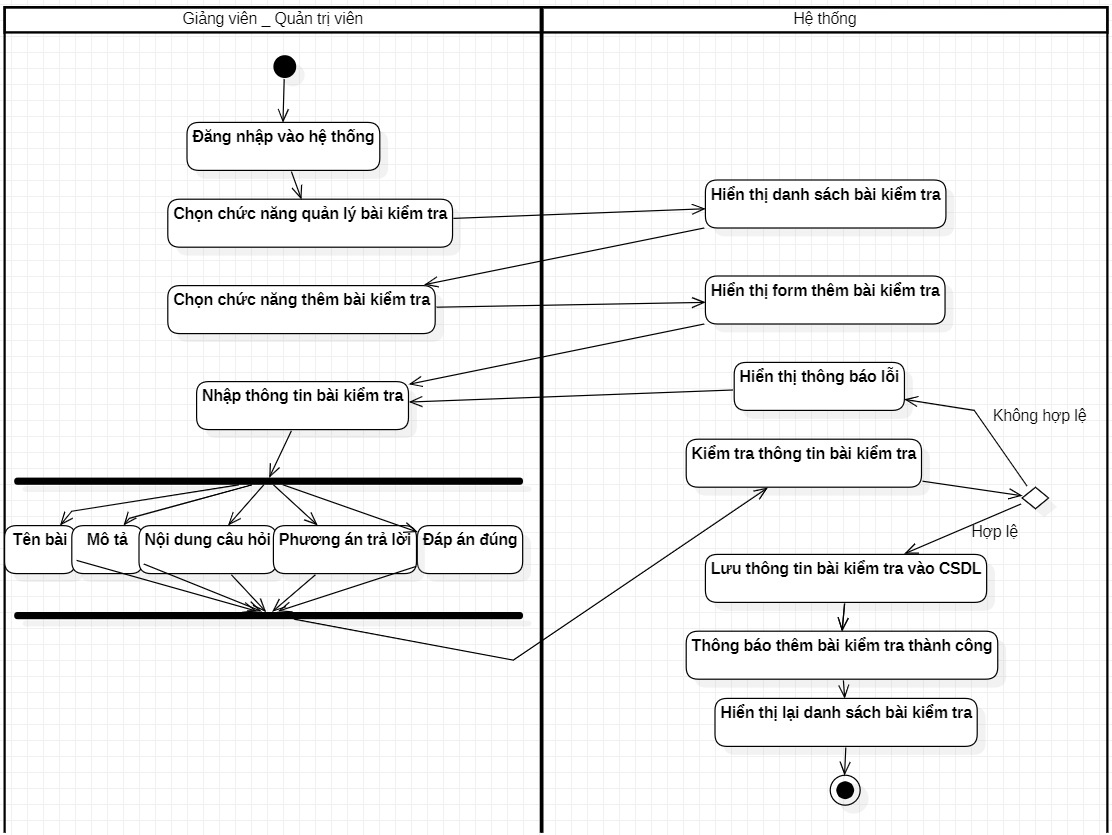 Giảng viên _ Quản trị viên
Hệ thống
Đăng nhập vào hệ thống
Chọn chức năng quản lý bài kiểm tra
Hiển thị danh sách bài kiểm tra
Chọn chức năng thêm bài kiểm tra
Hiển thị form thêm bài kiểm tra
Nhập thông tin bài kiểm tra
Hiển thị thông báo lỗi
Không hợp lệ
Kiểm tra thông tin bài kiểm tra
Tên bài
Mô tả
Nội dung câu hỏi
Phương án trả lời
Đáp án đúng
Hợp lệ
Lưu thông tin bài kiểm tra vào CSDL
Thông báo thêm bài kiểm tra thành công
Hiển thị lại danh sách bài kiểm tra